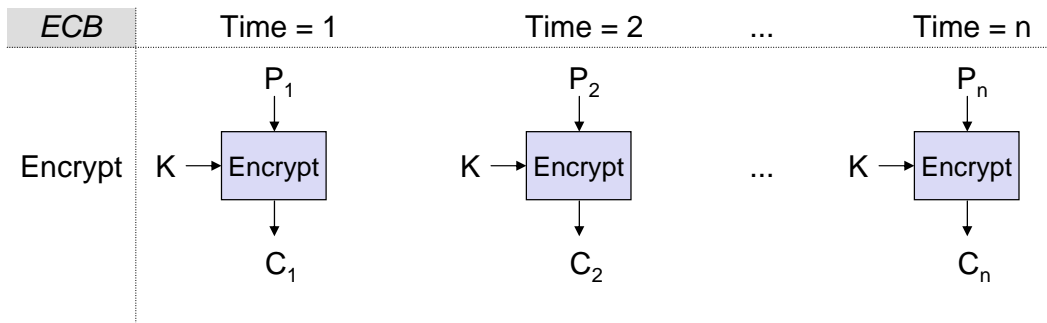 ECB Time = 1 Time = 2 ... Time = n
P₁ P₂ Pₙ
Encrypt K Encrypt K Encrypt ... K Encrypt
C₁ C₂ Cₙ